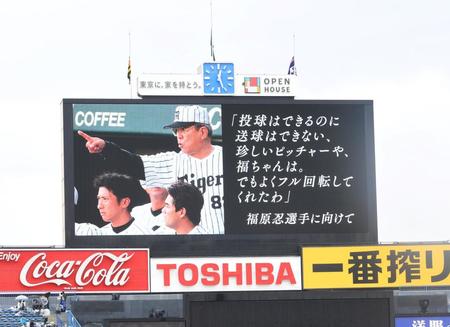 東京に、家を持とう。
OPEN
HOUSE
COFFEE
Tigers
「投球はできるのに
送球はできない、
珍しいピッチャーや、
福ちゃんは。
でもよくフル回転して
くれたわ」
福原忍選手に向けて
Enjoy
Coca-Cola
TOSHIBA
一番搾り